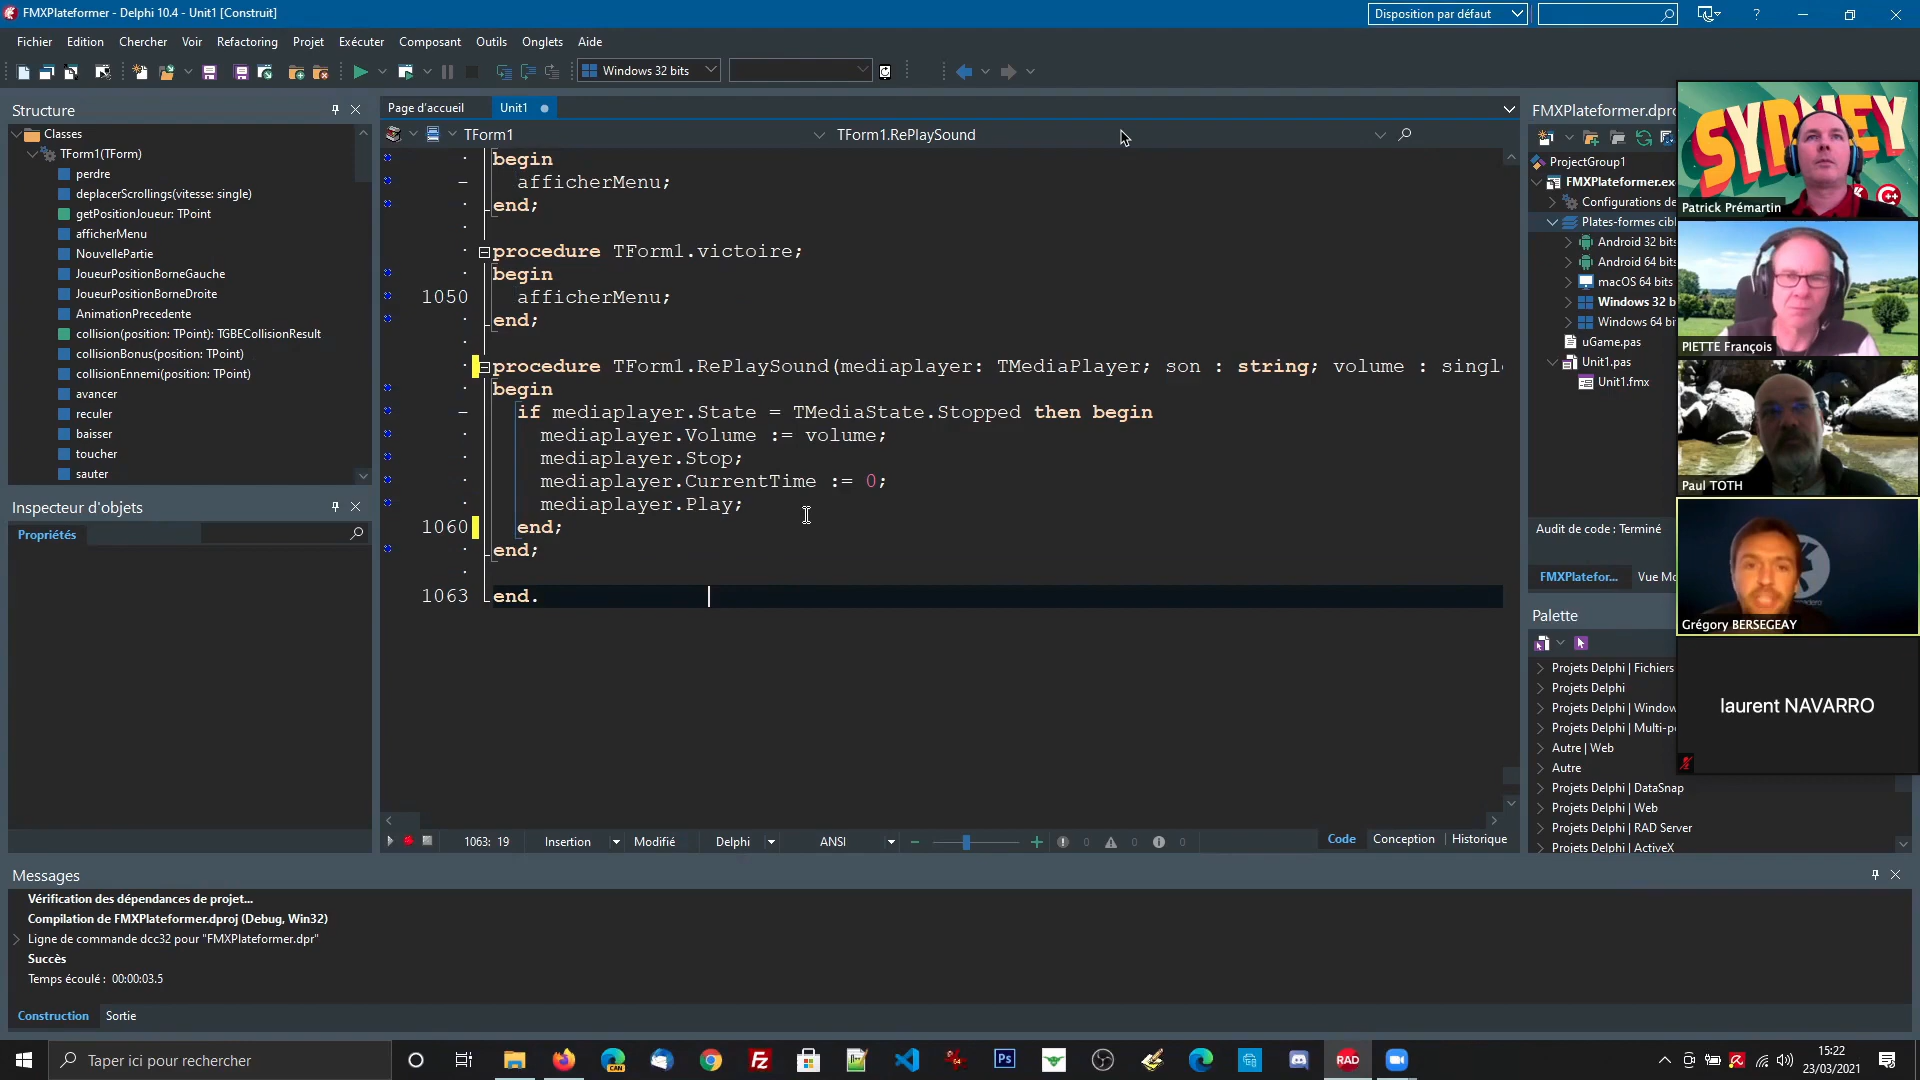 FMXPlateformer - Delphi 10.4 - Unit1 [Construit]
Disposition par défaut
?
Fichier Edition Chercher Voir Refactoring Projet Exécuter Composant Outils Onglets Aide
Windows 32 bits
Structure
Classes
TForm1(TForm)
perdre
deplacerScrollings(vitesse: single)
getPositionJoueur: TPoint
afficherMenu
NouvellePartie
JoueurPositionBorneGauche
JoueurPositionBorneDroite
AnimationPrecedente
collision(position: TPoint): TGBECollisionResult
collisionBonus(position: TPoint)
collisionEnnemi(position: TPoint)
avancer
reculer
baisser
toucher
sauter
Inspecteur d'objets
Propriétés
Page d'accueil Unit1
TForm1 TForm1.RePlaySound
begin
afficherMenu;
end;
procedure TForm1.victoire;
begin
1050 afficherMenu;
end;
procedure TForm1.RePlaySound(mediaplayer: TMediaPlayer; son : string; volume : single
begin
if mediaplayer.State = TMediaState.Stopped then begin
mediaplayer.Volume := volume;
mediaplayer.Stop;
mediaplayer.CurrentTime := 0;
mediaplayer.Play;
1060 end;
end;
1063 end.
1063: 19 Insertion Modifié Delphi ANSI 0 0 0 Code Conception Historique
FMXPlateformer.dpro
ProjectGroup1
FMXPlateformer.exe
Configurations de
Plates-formes cibl
Android 32 bits
Android 64 bits
macOS 64 bits
Windows 32 b
Windows 64 bi
uGame.pas
Unit1.pas
Unit1.fmx
Audit de code : Terminé
FMXPlatefor... Vue Mo
Palette
Projets Delphi | Fichiers
Projets Delphi
Projets Delphi | Window
Projets Delphi | Multi-p
Autre | Web
Autre
Projets Delphi | DataSnap
Projets Delphi | Web
Projets Delphi | RAD Server
Projets Delphi | ActiveX
SYDNEY
Patrick Prémartin
PIETTE François
Paul TOTH
Grégory BERSEGEAY
laurent NAVARRO
Messages
Vérification des dépendances de projet...
Compilation de FMXPlateformer.dproj (Debug, Win32)
Ligne de commande dcc32 pour "FMXPlateformer.dpr"
Succès
Temps écoulé : 00:00:03.5
Construction Sortie
Taper ici pour rechercher
CAN
Fz
Ps
RAD
15:22
23/03/2021